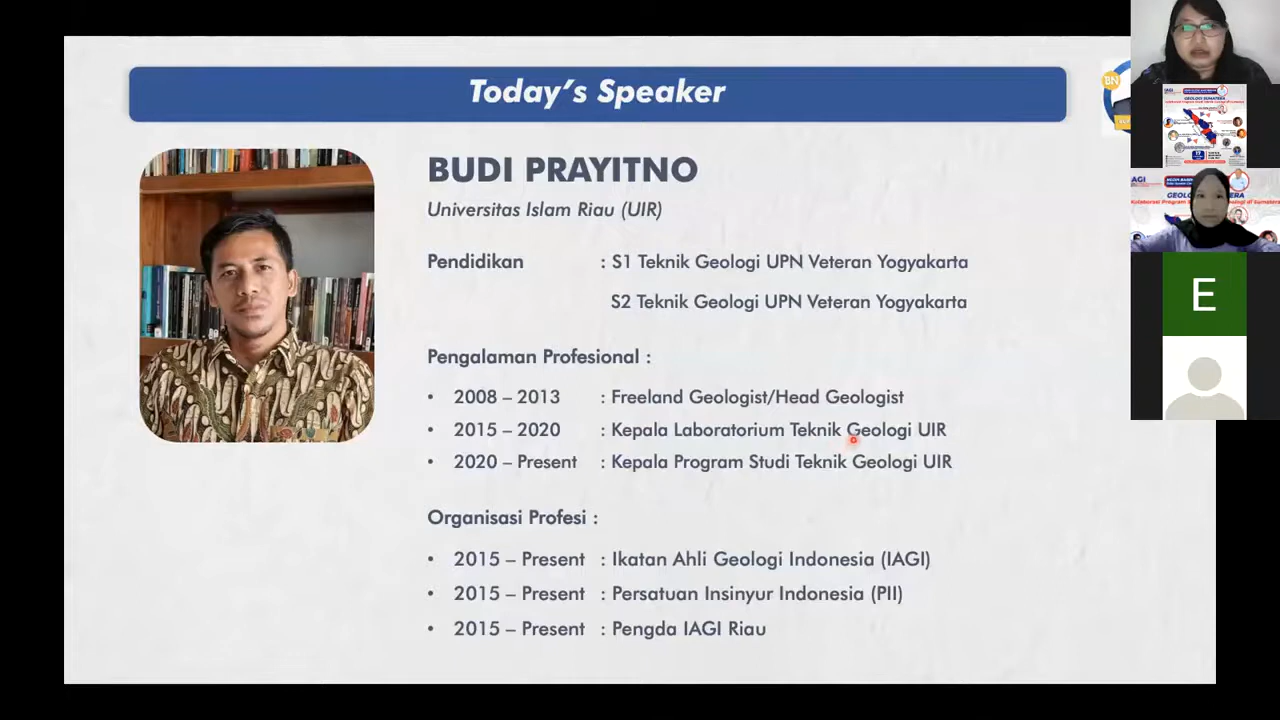 Today's Speaker
BUDI PRAYITNO
Universitas Islam Riau (UIR)
Pendidikan : S1 Teknik Geologi UPN Veteran Yogyakarta
S2 Teknik Geologi UPN Veteran Yogyakarta
Pengalaman Profesional :
• 2008 – 2013 : Freeland Geologist/Head Geologist
• 2015 – 2020 : Kepala Laboratorium Teknik Geologi UIR
• 2020 – Present : Kepala Program Studi Teknik Geologi UIR
Organisasi Profesi :
• 2015 – Present : Ikatan Ahli Geologi Indonesia (IAGI)
• 2015 – Present : Persatuan Insinyur Indonesia (PII)
• 2015 – Present : Pengda IAGI Riau
BN
GEOLOGI SUMATERA
E